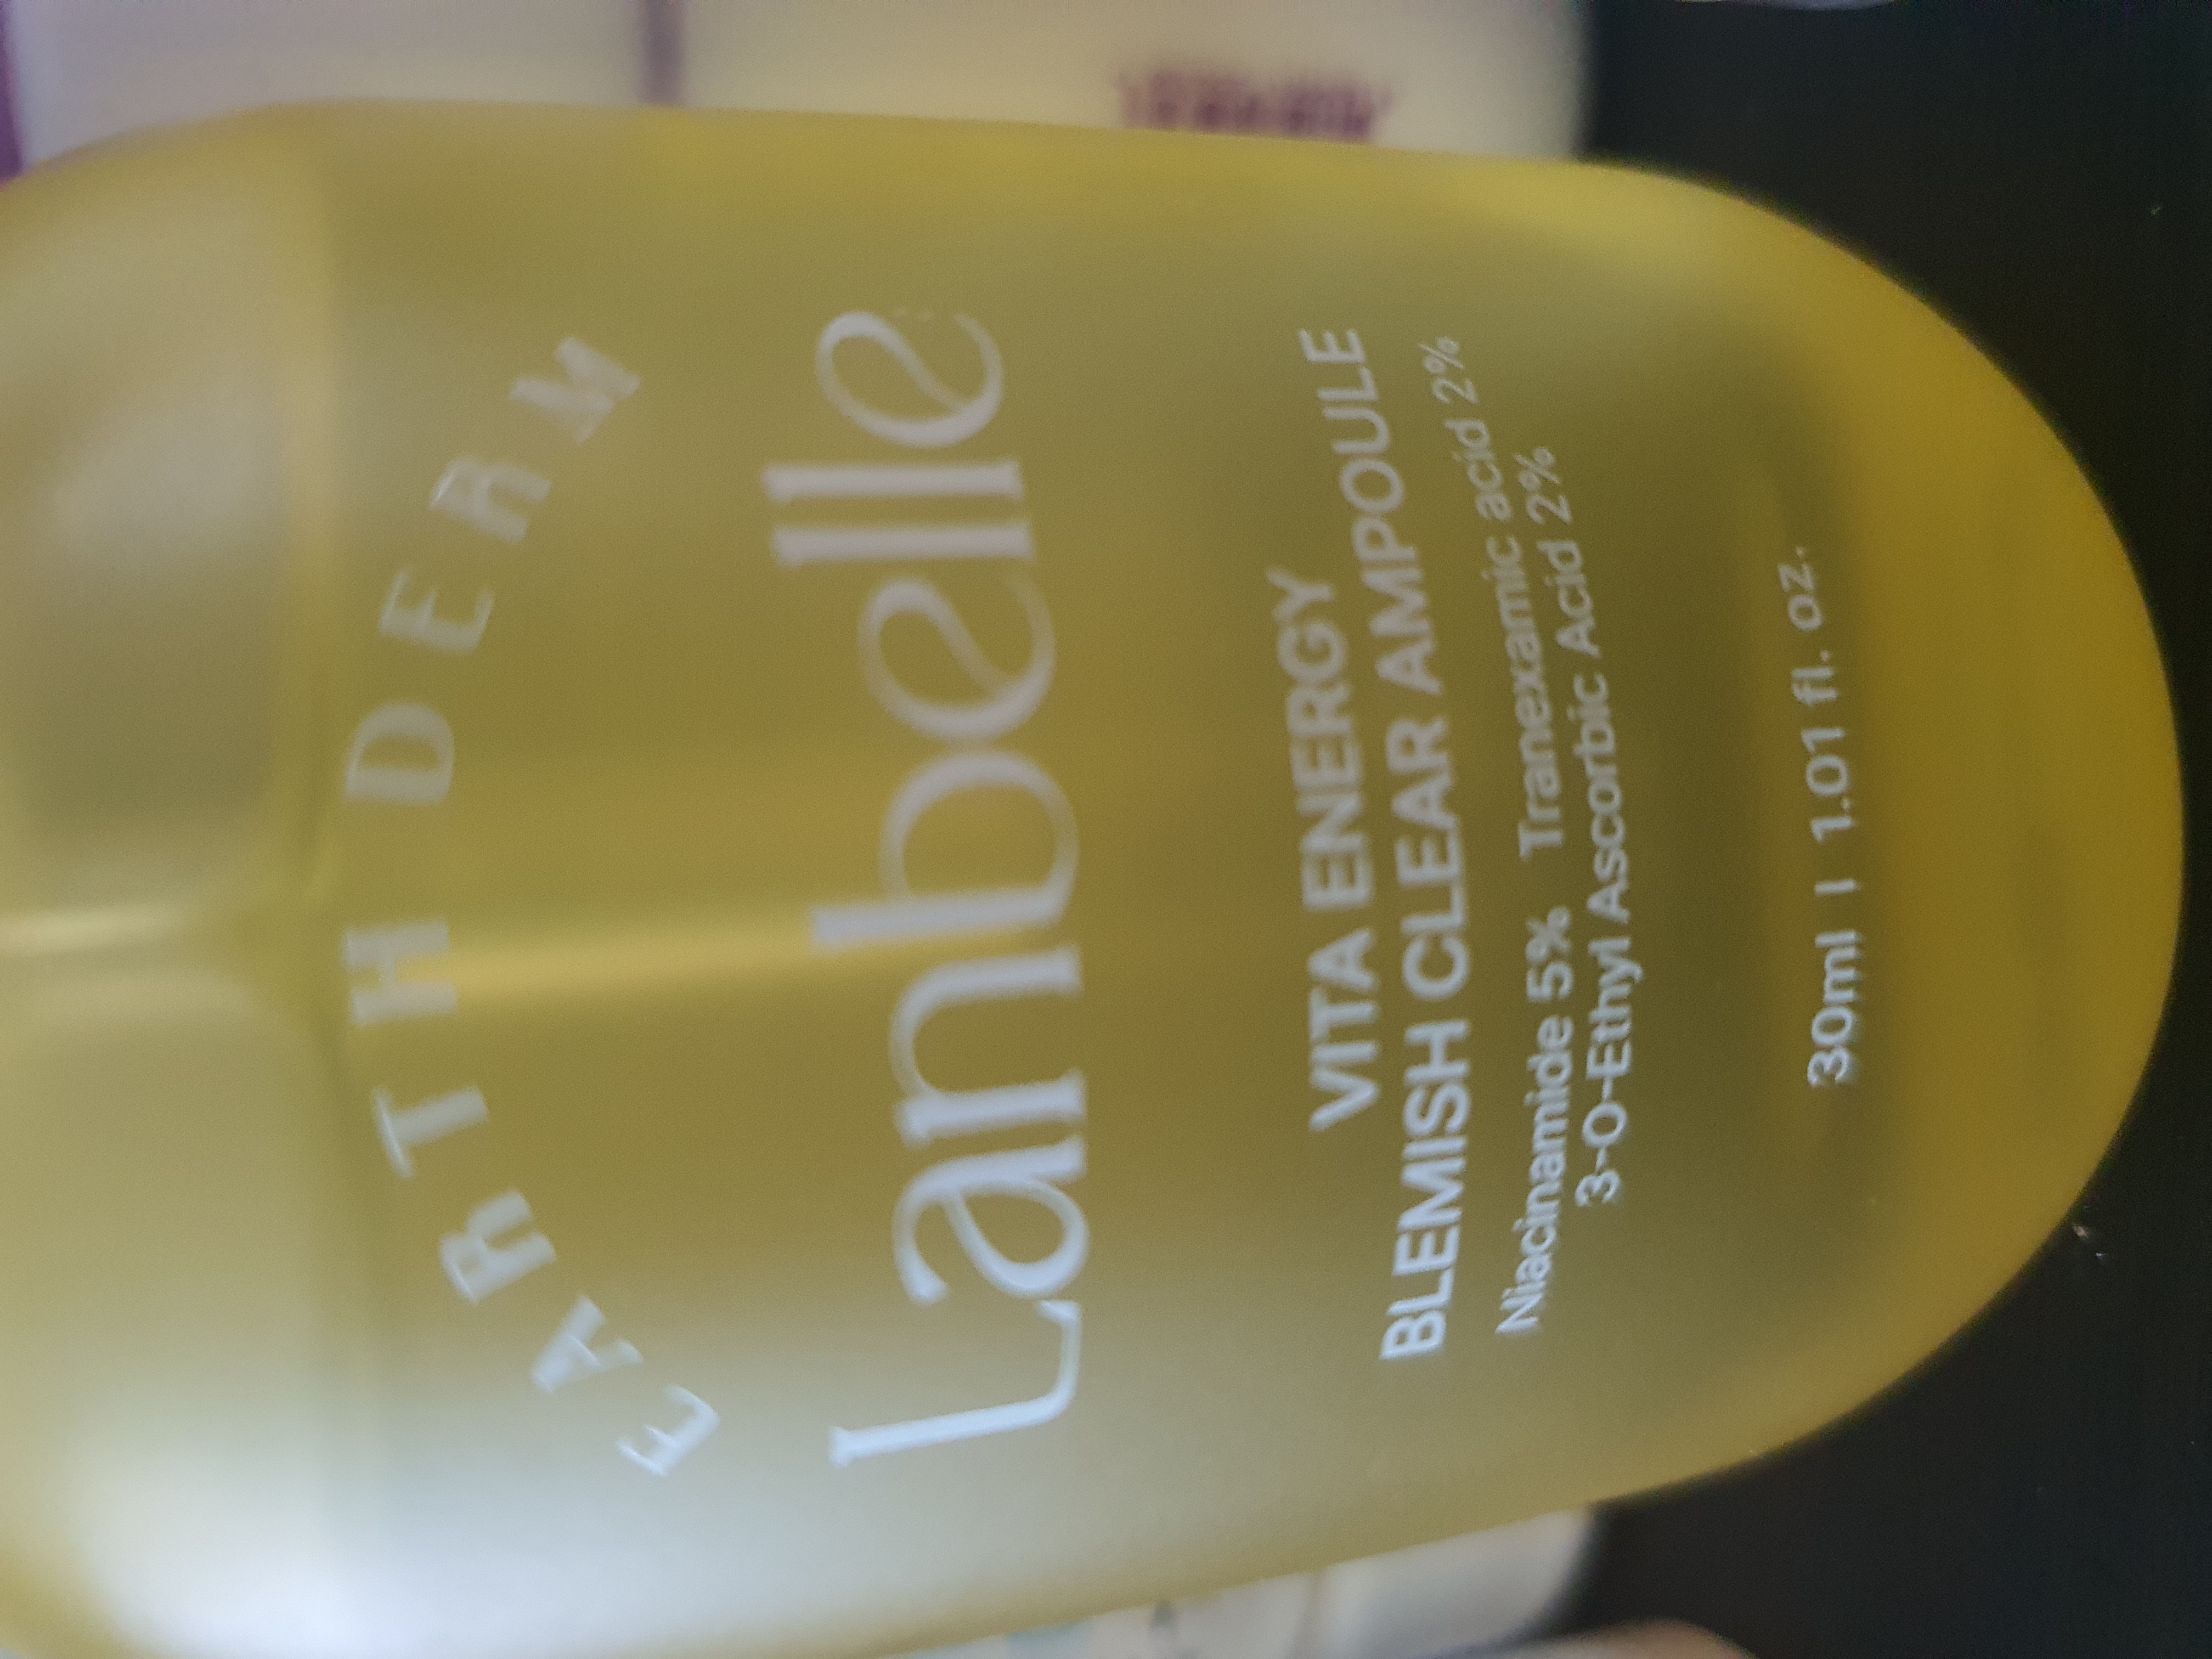 EARTH DERM
Lanbelle
VITA ENERGY
BLEMISH CLEAR AMPOULE
Niacinamide 5% Tranexamic acid 2%
3-O-Ethyl Ascorbic Acid 2%
30ml | 1.01 fl. oz.